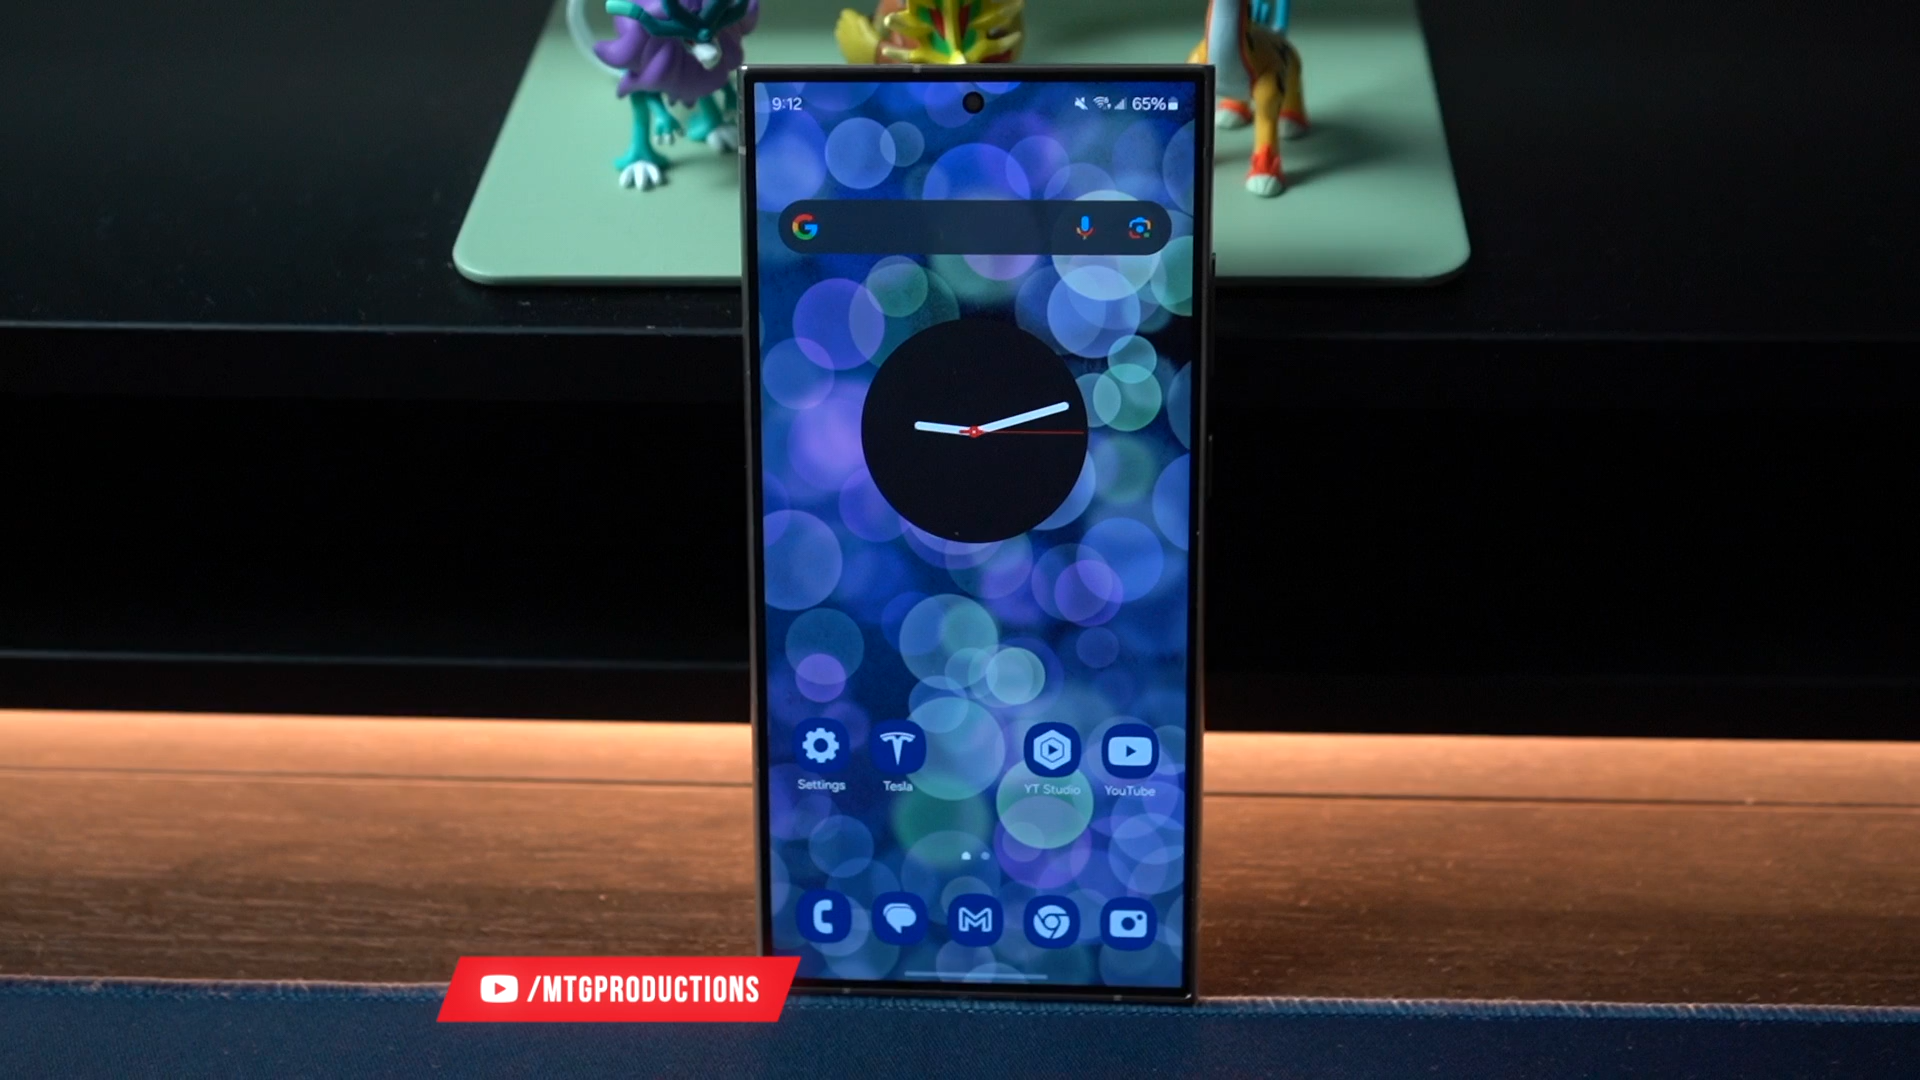 9:12
65%
Settings
Tesla
YT Studio
YouTube
/MTGPRODUCTIONS